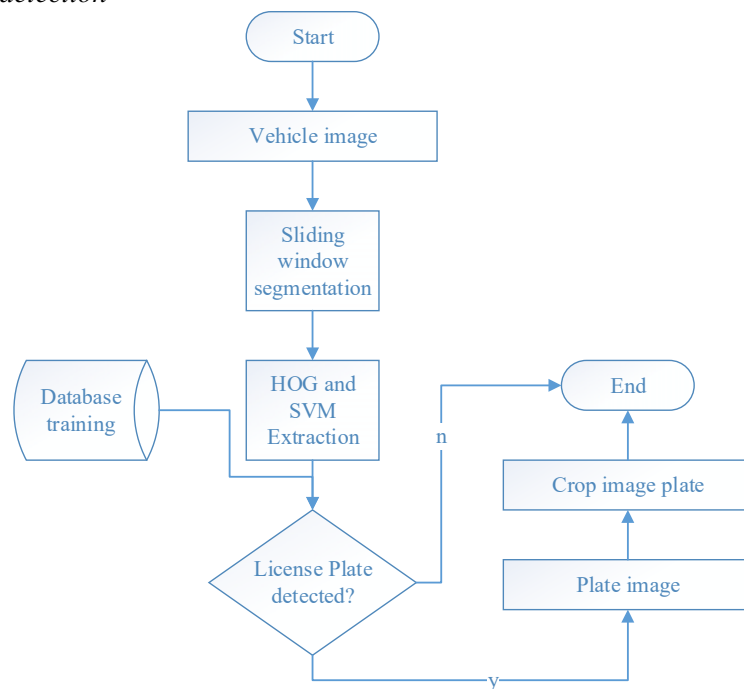 detection
Start
Vehicle image
Sliding
window
segmentation
HOG and
SVM
Extraction
Database
training
License Plate
detected?
n
y
End
Crop image plate
Plate image